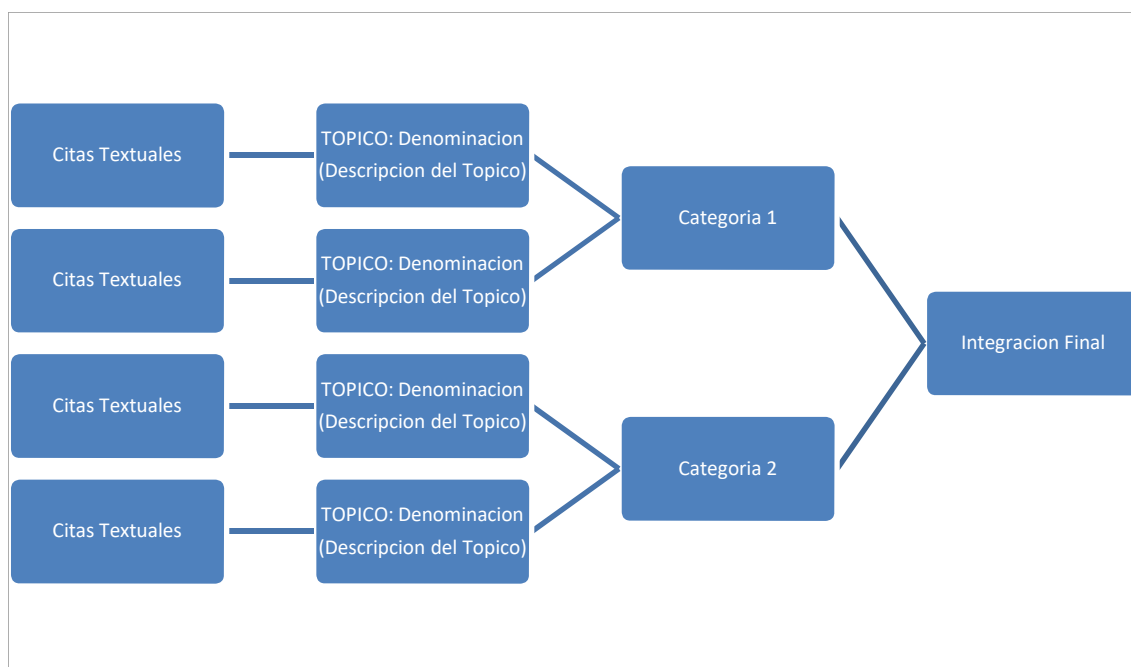 Citas Textuales
TOPICO: Denominacion
(Descripcion del Topico)
Citas Textuales
TOPICO: Denominacion
(Descripcion del Topico)
Categoria 1
Citas Textuales
TOPICO: Denominacion
(Descripcion del Topico)
Citas Textuales
TOPICO: Denominacion
(Descripcion del Topico)
Categoria 2
Integracion Final